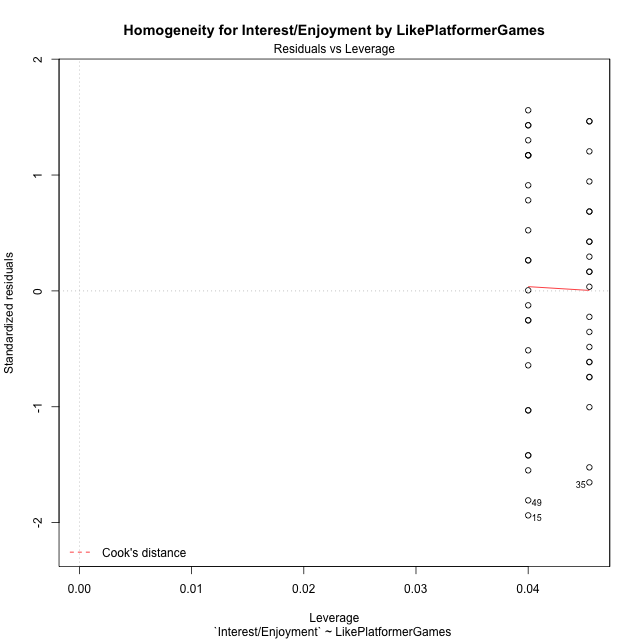 Homogeneity for Interest/Enjoyment by LikePlatformerGames
Residuals vs Leverage
2
1
0
-1
-2
Standardized residuals
35
49
15
Cook's distance
0.00 0.01 0.02 0.03 0.04
Leverage
`Interest/Enjoyment` ~ LikePlatformerGames